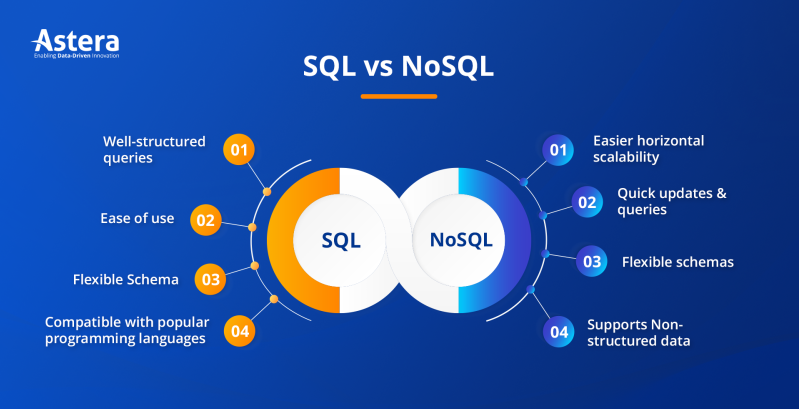 Astera
Enabling Data-Driven Innovation
SQL vs NoSQL
01
Well-structured
queries
02
Ease of use
03
Flexible Schema
04
Compatible with popular
programming languages
SQL
NoSQL
01
Easier horizontal
scalability
02
Quick updates &
queries
03
Flexible schemas
04
Supports Non-
structured data